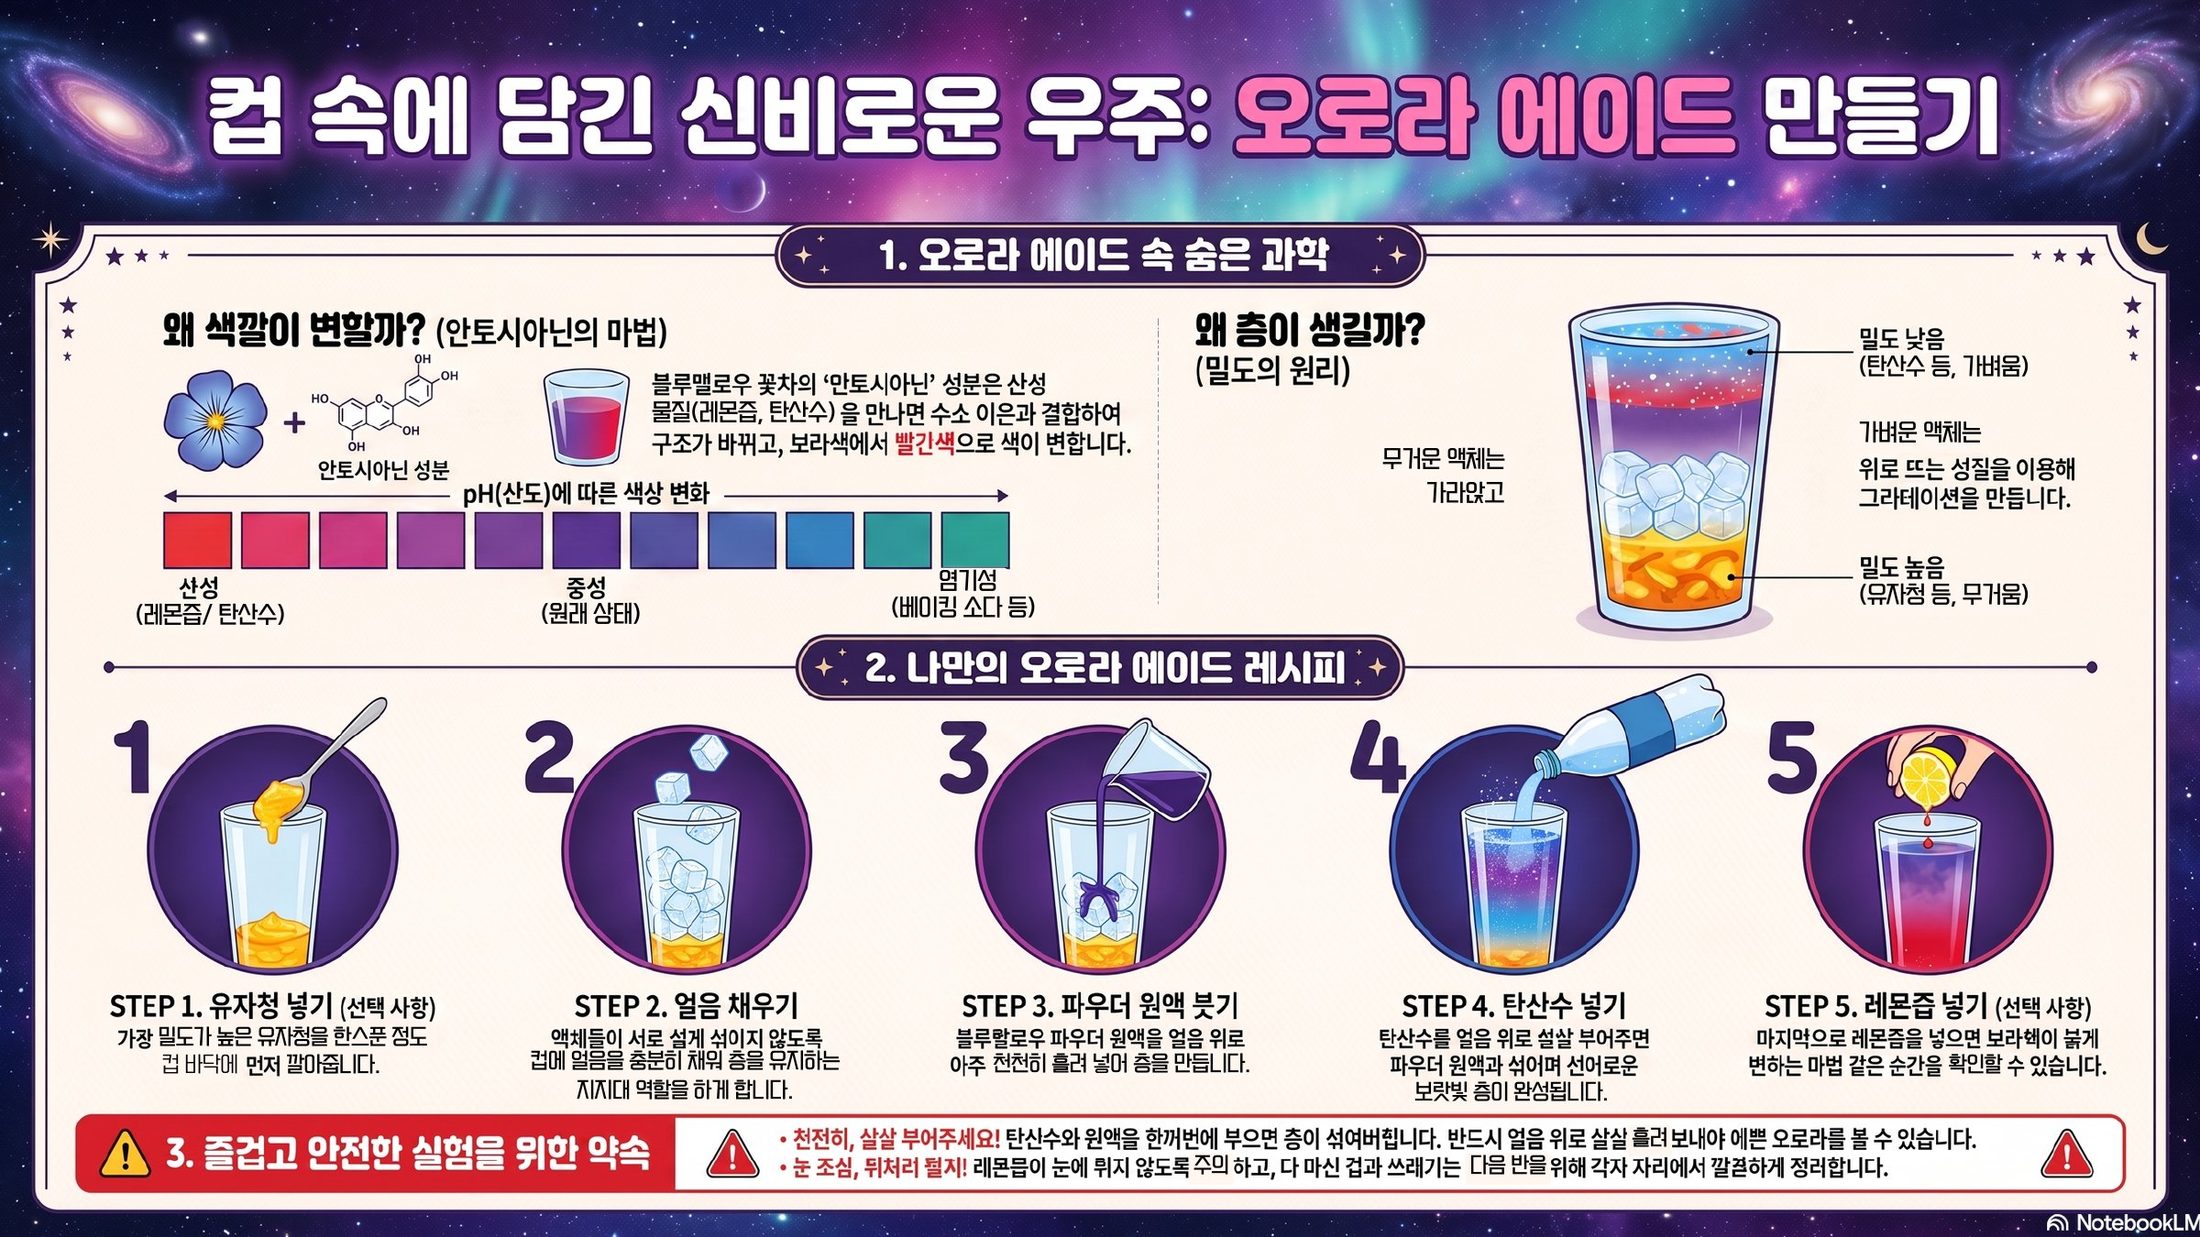 컵 속에 담긴 신비로운 우주: 오로라 에이드 만들기
1. 오로라 에이드 속 숨은 과학
왜 색깔이 변할까? (안토시아닌의 마법)
+
OH
OH
HO
O
OH
OH
안토시아닌 성분
블루맬로우 꽃차의 ‘안토시아닌’ 성분은 산성
물질(레몬즙, 탄산수) 을 만나면 수소 이온과 결합하여
구조가 바뀌고, 보라색에서 빨간색으로 색이 변합니다.
pH(산도)에 따른 색상 변화
산성
(레몬즙/ 탄산수)
중성
(원래 상태)
염기성
(베이킹 소다 등)
왜 층이 생길까?
(밀도의 원리)
무거운 액체는
가라앉고
밀도 낮음
(탄산수 등, 가벼움)
가벼운 액체는
위로 뜨는 성질을 이용해
그라데이션을 만듭니다.
밀도 높음
(유자청 등, 무거움)
2. 나만의 오로라 에이드 레시피
1
STEP 1. 유자청 넣기 (선택 사항)
가장 밀도가 높은 유자청을 한스푼 정도
컵 바닥에 먼저 깔아줍니다.
2
STEP 2. 얼음 채우기
액체들이 서로 쉽게 섞이지 않도록
컵에 얼음을 충분히 채워 층을 유지하는
지지대 역할을 하게 합니다.
3
STEP 3. 파우더 원액 붓기
파우더 원액을 얼음 위로
아주 천천히 흘려 넣어 층을 만듭니다.
4
STEP 4. 탄산수 넣기
탄산수를 얼음 위로 살살 부어주면
파우더 원액과 섞이며 선어로운
보랏빛 층이 완성됩니다.
5
STEP 5. 레몬즙 넣기 (선택 사항)
마지막으로 레몬즙을 넣으면 붉게
변하는 마법 같은 순간을 확인할 수 있습니다.
3. 즐겁고 안전한 실험을 위한 약속
• 천전히, 살살 부어주세요! 탄산수와 원액을 한꺼번에 부으면 층이 섞여버립니다. 반드시 얼음 위로 살살 흘려보내야 예쁜 오로라를 볼 수 있습니다.
• 눈 조심, 뒤처러 털지! 눈에 튀지 않도록 주의 하고, 다 마신 컵과 쓰레기는 다음 반을 위해 각자 자리에서 정러합니다.
NotebookLM